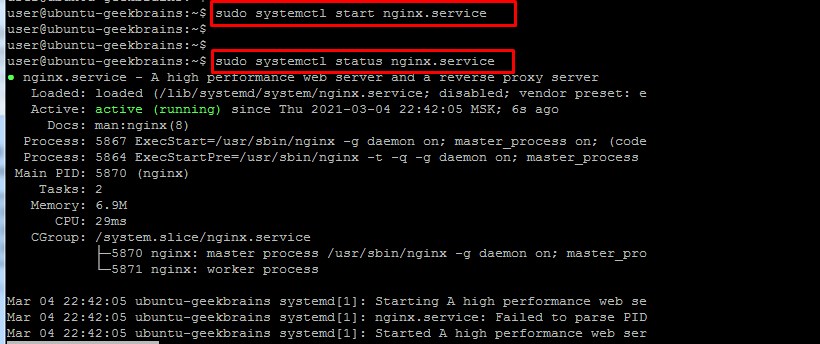 user@ubuntu-geekbrains:~$
user@ubuntu-geekbrains:~$ sudo systemctl start nginx.service
user@ubuntu-geekbrains:~$
user@ubuntu-geekbrains:~$
user@ubuntu-geekbrains:~$ sudo systemctl status nginx.service
● nginx.service - A high performance web server and a reverse proxy server
Loaded: loaded (/lib/systemd/system/nginx.service; disabled; vendor preset: e
Active: active (running) since Thu 2021-03-04 22:42:05 MSK; 6s ago
Docs: man:nginx(8)
Process: 5867 ExecStart=/usr/sbin/nginx -g daemon on; master_process on; (code
Process: 5864 ExecStartPre=/usr/sbin/nginx -t -q -g daemon on; master_process
Main PID: 5870 (nginx)
Tasks: 2
Memory: 6.9M
CPU: 29ms
CGroup: /system.slice/nginx.service
├─5870 nginx: master process /usr/sbin/nginx -g daemon on; master_pro
└─5871 nginx: worker process
Mar 04 22:42:05 ubuntu-geekbrains systemd[1]: Starting A high performance web se
Mar 04 22:42:05 ubuntu-geekbrains systemd[1]: nginx.service: Failed to parse PID
Mar 04 22:42:05 ubuntu-geekbrains systemd[1]: Started A high performance web ser